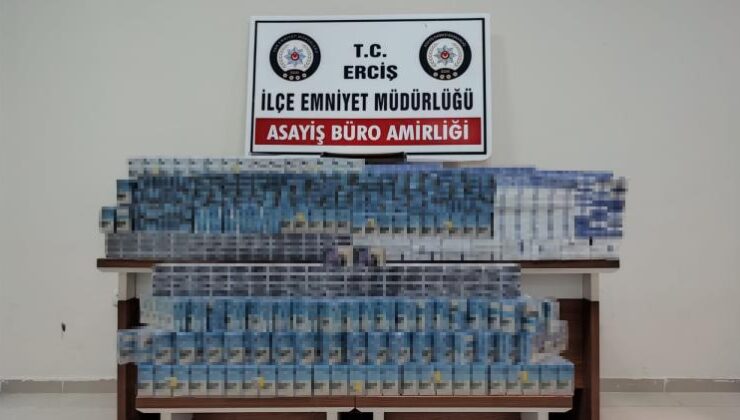 T.C.
ERCİŞ
İLÇE EMNİYET MÜDÜRLÜĞÜ
ASAYİŞ BÜRO AMİRLİĞİ